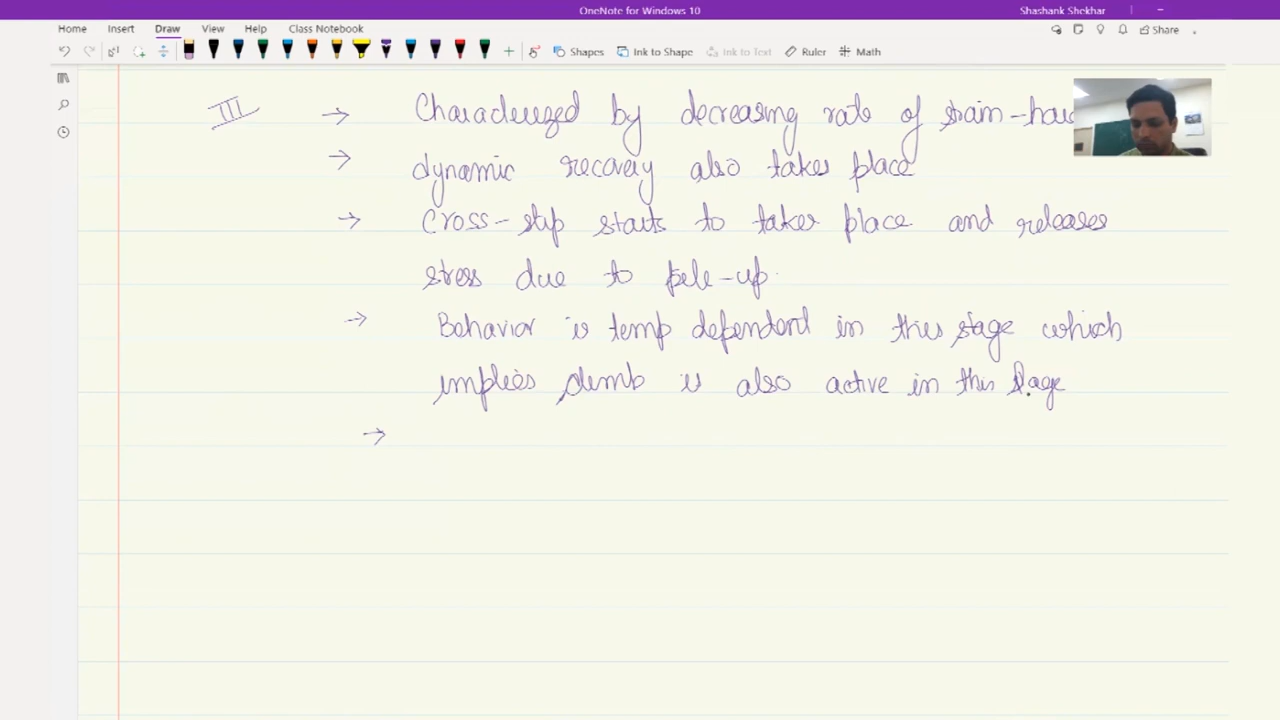 OneNote for Windows 10
Shashank Shekhar
Home Insert Draw View Help Class Notebook
Share
Shapes Ink to Shape Ink to Text Ruler Math
III → Characterized by decreasing rate of strain-har
→ dynamic recovery also takes place
→ Cross-slip starts to takes place and releases
stress due to pile-up
→ Behavior is temp dependent in this stage which
implies climb is also active in this stage
→